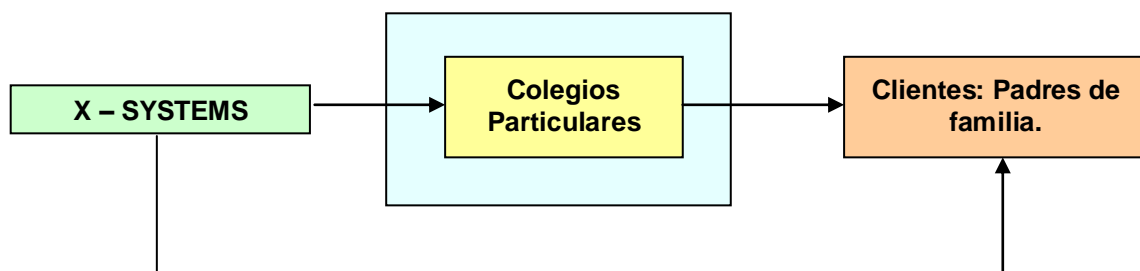 X – SYSTEMS
Colegios
Particulares
Clientes: Padres de
familia.